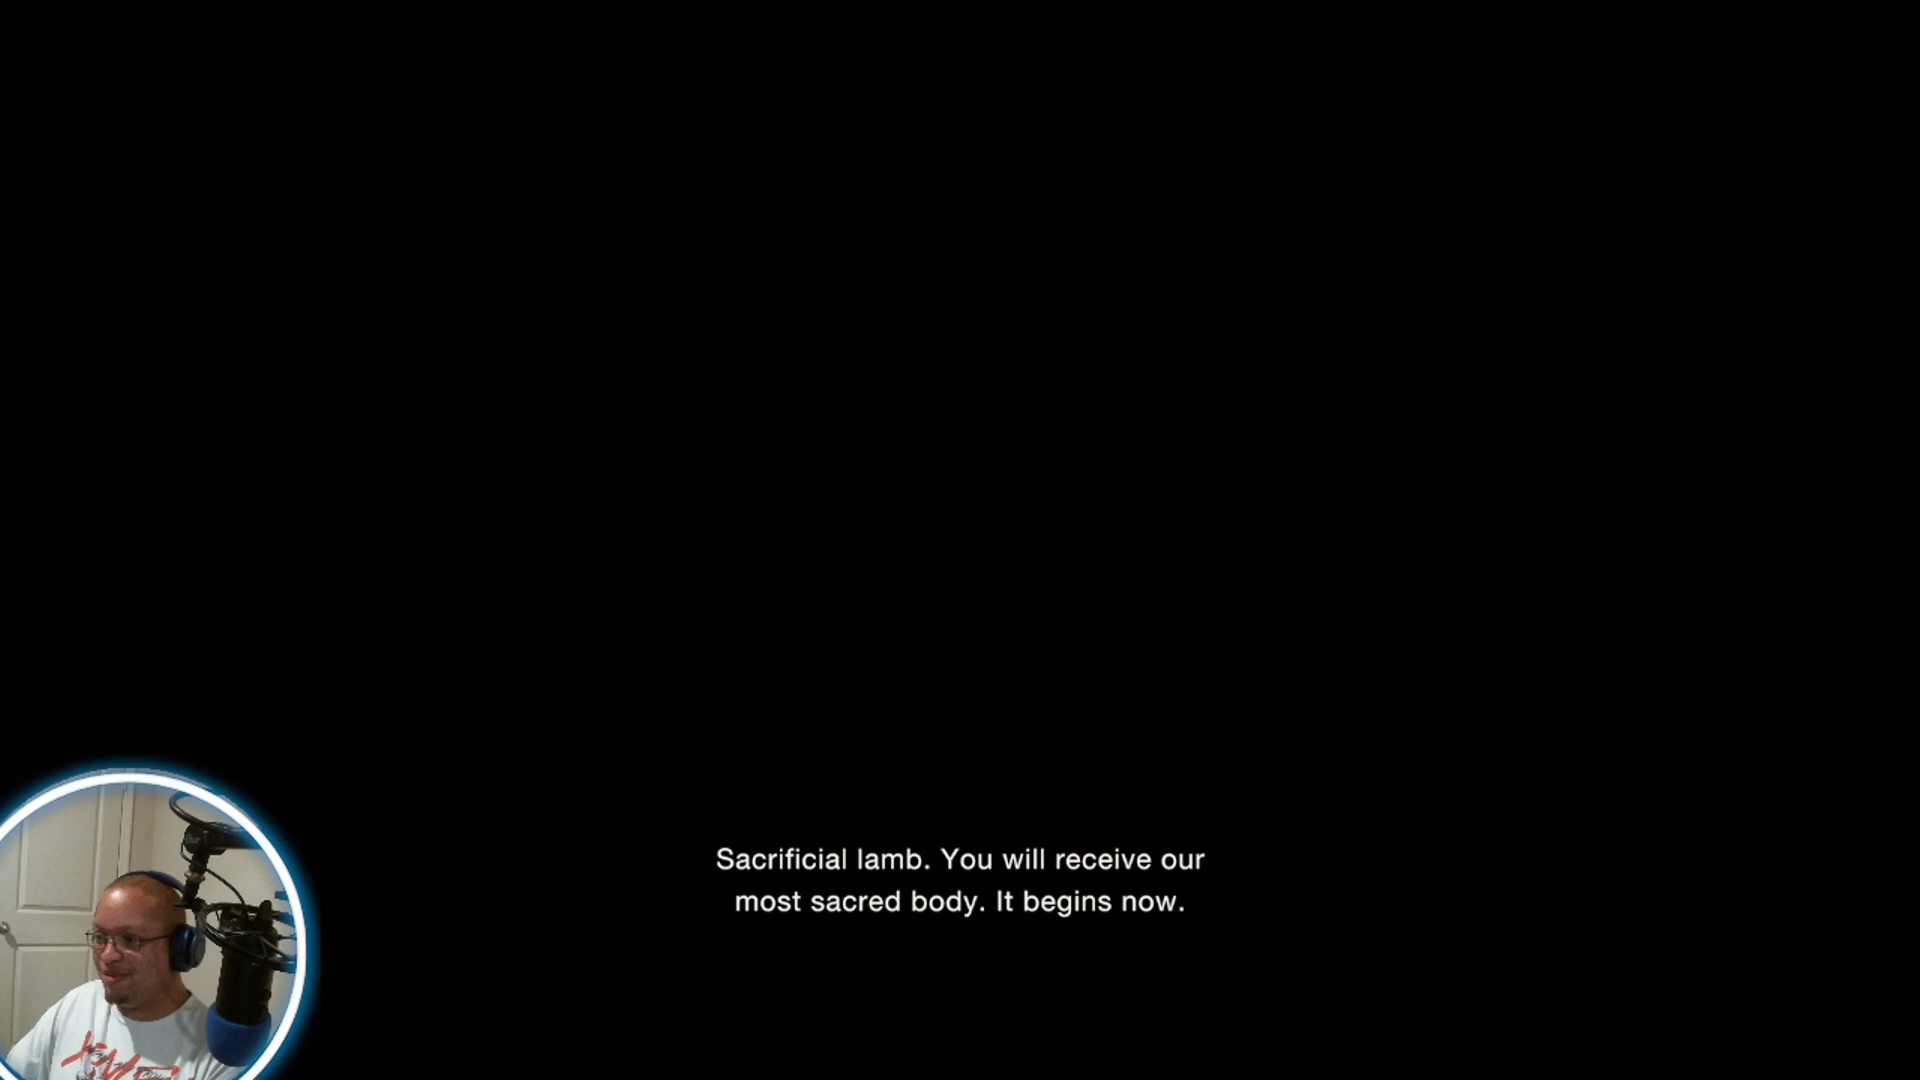 Sacrificial lamb. You will receive our
most sacred body. It begins now.